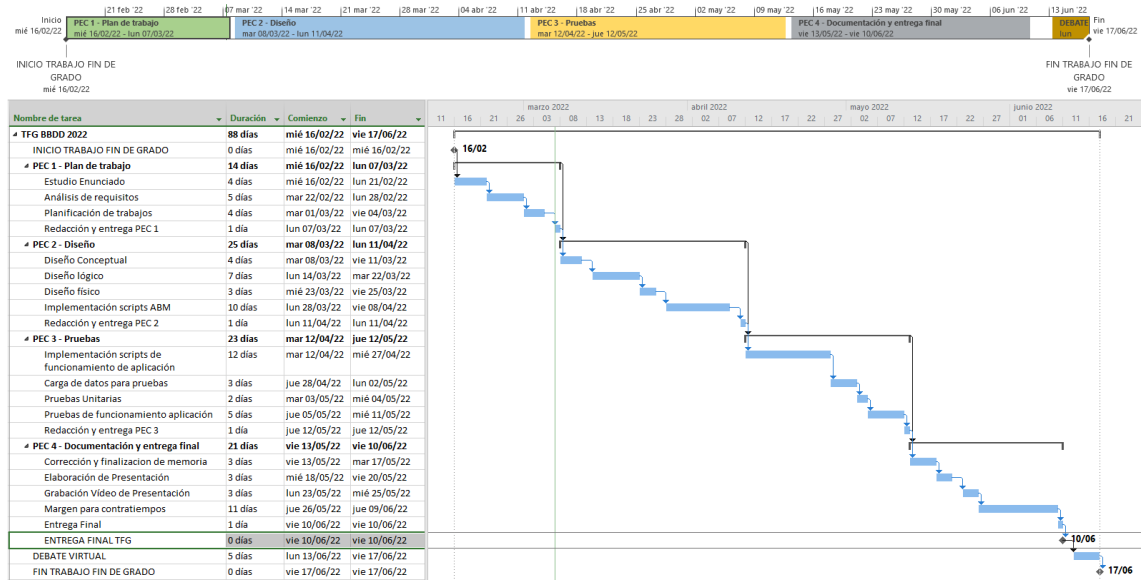 21 feb '22 28 feb '22 07 mar '22 14 mar '22 21 mar '22 28 mar '22 04 abr '22 11 abr '22 18 abr '22 25 abr '22 02 may '22 09 may '22 16 may '22 23 may '22 30 may '22 06 jun '22 13 jun '22
Inicio
mié 16/02/22
PEC 1 - Plan de trabajo
mié 16/02/22 - lun 07/03/22
PEC 2 - Diseño
mar 08/03/22 - lun 11/04/22
PEC 3 - Pruebas
mar 12/04/22 - jue 12/05/22
PEC 4 - Documentación y entrega final
vie 13/05/22 - vie 10/06/22
DEBATE
lun
Fin
vie 17/06/22
INICIO TRABAJO FIN DE
GRADO
mié 16/02/22
FIN TRABAJO FIN DE
GRADO
vie 17/06/22
marzo 2022 abril 2022 mayo 2022 junio 2022
Nombre de tarea Duración Comienzo Fin 11 16 21 26 03 08 13 18 23 28 02 07 12 17 22 27 02 07 12 17 22 27 01 06 11 16 21
TFG BBDD 2022 88 días mié 16/02/22 vie 17/06/22
INICIO TRABAJO FIN DE GRADO 0 días mié 16/02/22 mié 16/02/22 16/02
PEC 1 - Plan de trabajo 14 días mié 16/02/22 lun 07/03/22
Estudio Enunciado 4 días mié 16/02/22 lun 21/02/22
Análisis de requisitos 5 días mar 22/02/22 lun 28/02/22
Planificación de trabajos 4 días mar 01/03/22 vie 04/03/22
Redacción y entrega PEC 1 1 día lun 07/03/22 lun 07/03/22
PEC 2 - Diseño 25 días mar 08/03/22 lun 11/04/22
Diseño Conceptual 4 días mar 08/03/22 vie 11/03/22
Diseño lógico 7 días lun 14/03/22 mar 22/03/22
Diseño físico 3 días mié 23/03/22 vie 25/03/22
Implementación scripts ABM 10 días lun 28/03/22 vie 08/04/22
Redacción y entrega PEC 2 1 día lun 11/04/22 lun 11/04/22
PEC 3 - Pruebas 23 días mar 12/04/22 jue 12/05/22
Implementación scripts de 12 días mar 12/04/22 mié 27/04/22
funcionamiento de aplicación
Carga de datos para pruebas 3 días jue 28/04/22 lun 02/05/22
Pruebas Unitarias 2 días mar 03/05/22 mié 04/05/22
Pruebas de funcionamiento aplicación 5 días jue 05/05/22 mié 11/05/22
Redacción y entrega PEC 3 1 día jue 12/05/22 jue 12/05/22
PEC 4 - Documentación y entrega final 21 días vie 13/05/22 vie 10/06/22
Corrección y finalizacion de memoria 3 días vie 13/05/22 mar 17/05/22
Elaboración de Presentación 3 días mié 18/05/22 vie 20/05/22
Grabación Vídeo de Presentación 3 días lun 23/05/22 mié 25/05/22
Margen para contratiempos 11 días jue 26/05/22 jue 09/06/22
Entrega Final 1 día vie 10/06/22 vie 10/06/22
ENTREGA FINAL TFG 0 días vie 10/06/22 vie 10/06/22 10/06
DEBATE VIRTUAL 5 días lun 13/06/22 vie 17/06/22
FIN TRABAJO FIN DE GRADO 0 días vie 17/06/22 vie 17/06/22 17/06